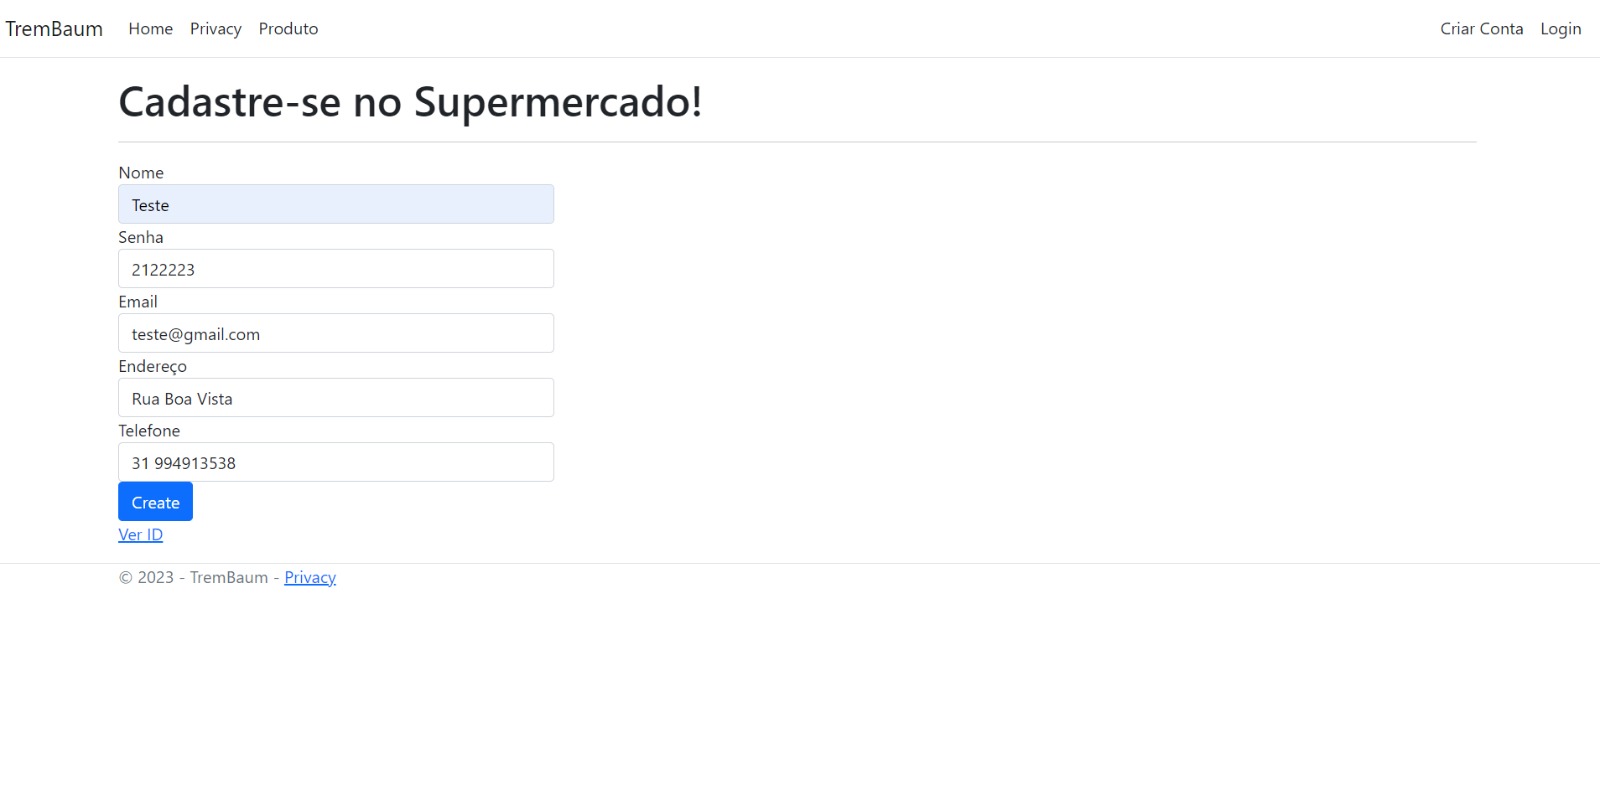 TremBaum Home Privacy Produto Criar Conta Login
Cadastre-se no Supermercado!
Nome
Teste
Senha
2122223
Email
teste@gmail.com
Endereço
Rua Boa Vista
Telefone
31 994913538
Create
Ver ID
© 2023 - TremBaum - Privacy